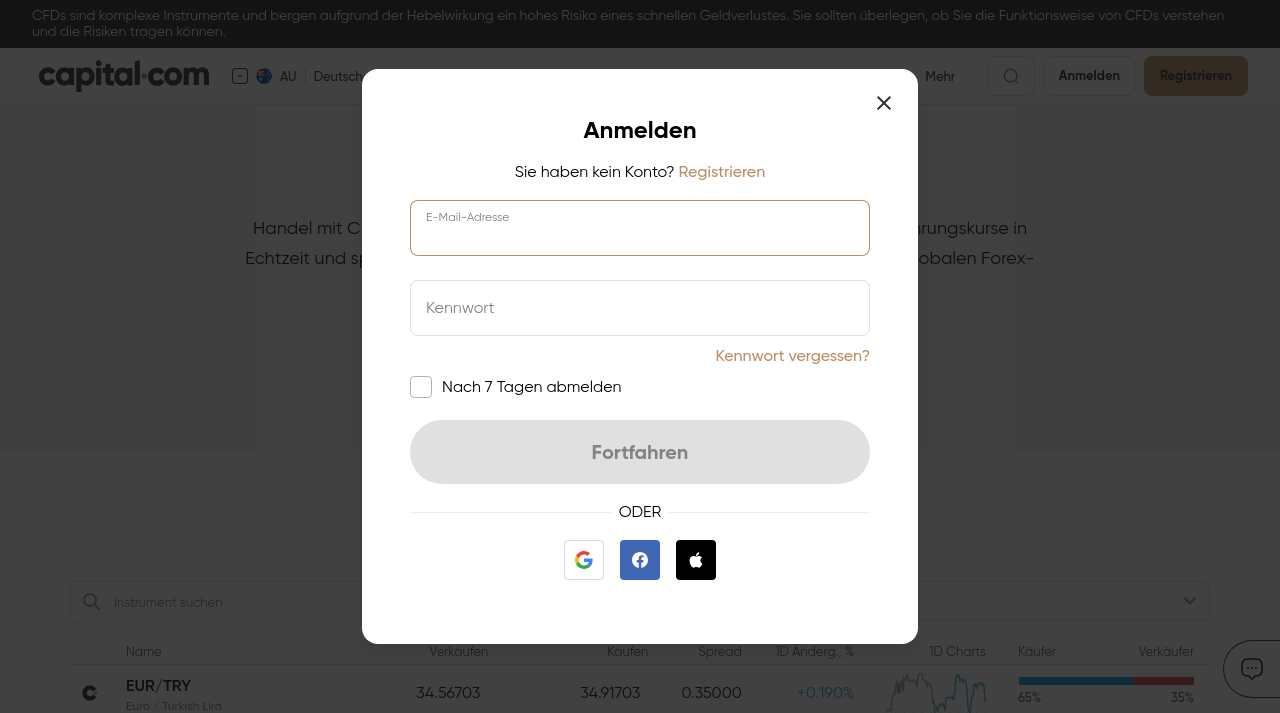 CFDs sind komplexe Instrumente und bergen aufgrund der Hebelwirkung ein hohes Risiko eines schnellen Geldverlustes. Sie sollten überlegen, ob Sie die Funktionsweise von CFDs verstehen
und die Risiken tragen können.
capital.com AU Deutsch Mehr Anmelden Registrieren
Anmelden
Sie haben kein Konto? Registrieren
E-Mail-Adresse
Handel mit
hrungskurse in
Echtzeit und
obalen Forex-
Kennwort
Kennwort vergessen?
Nach 7 Tagen abmelden
Fortfahren
ODER
Instrument suchen
Name Verkaufen Kaufen Spread 1D Änderg., % 1D Charts Käufer Verkäufer
EUR/TRY 34.56703 34.91703 0.35000 +0.190% 65% 35%
Euro / Turkish Lira